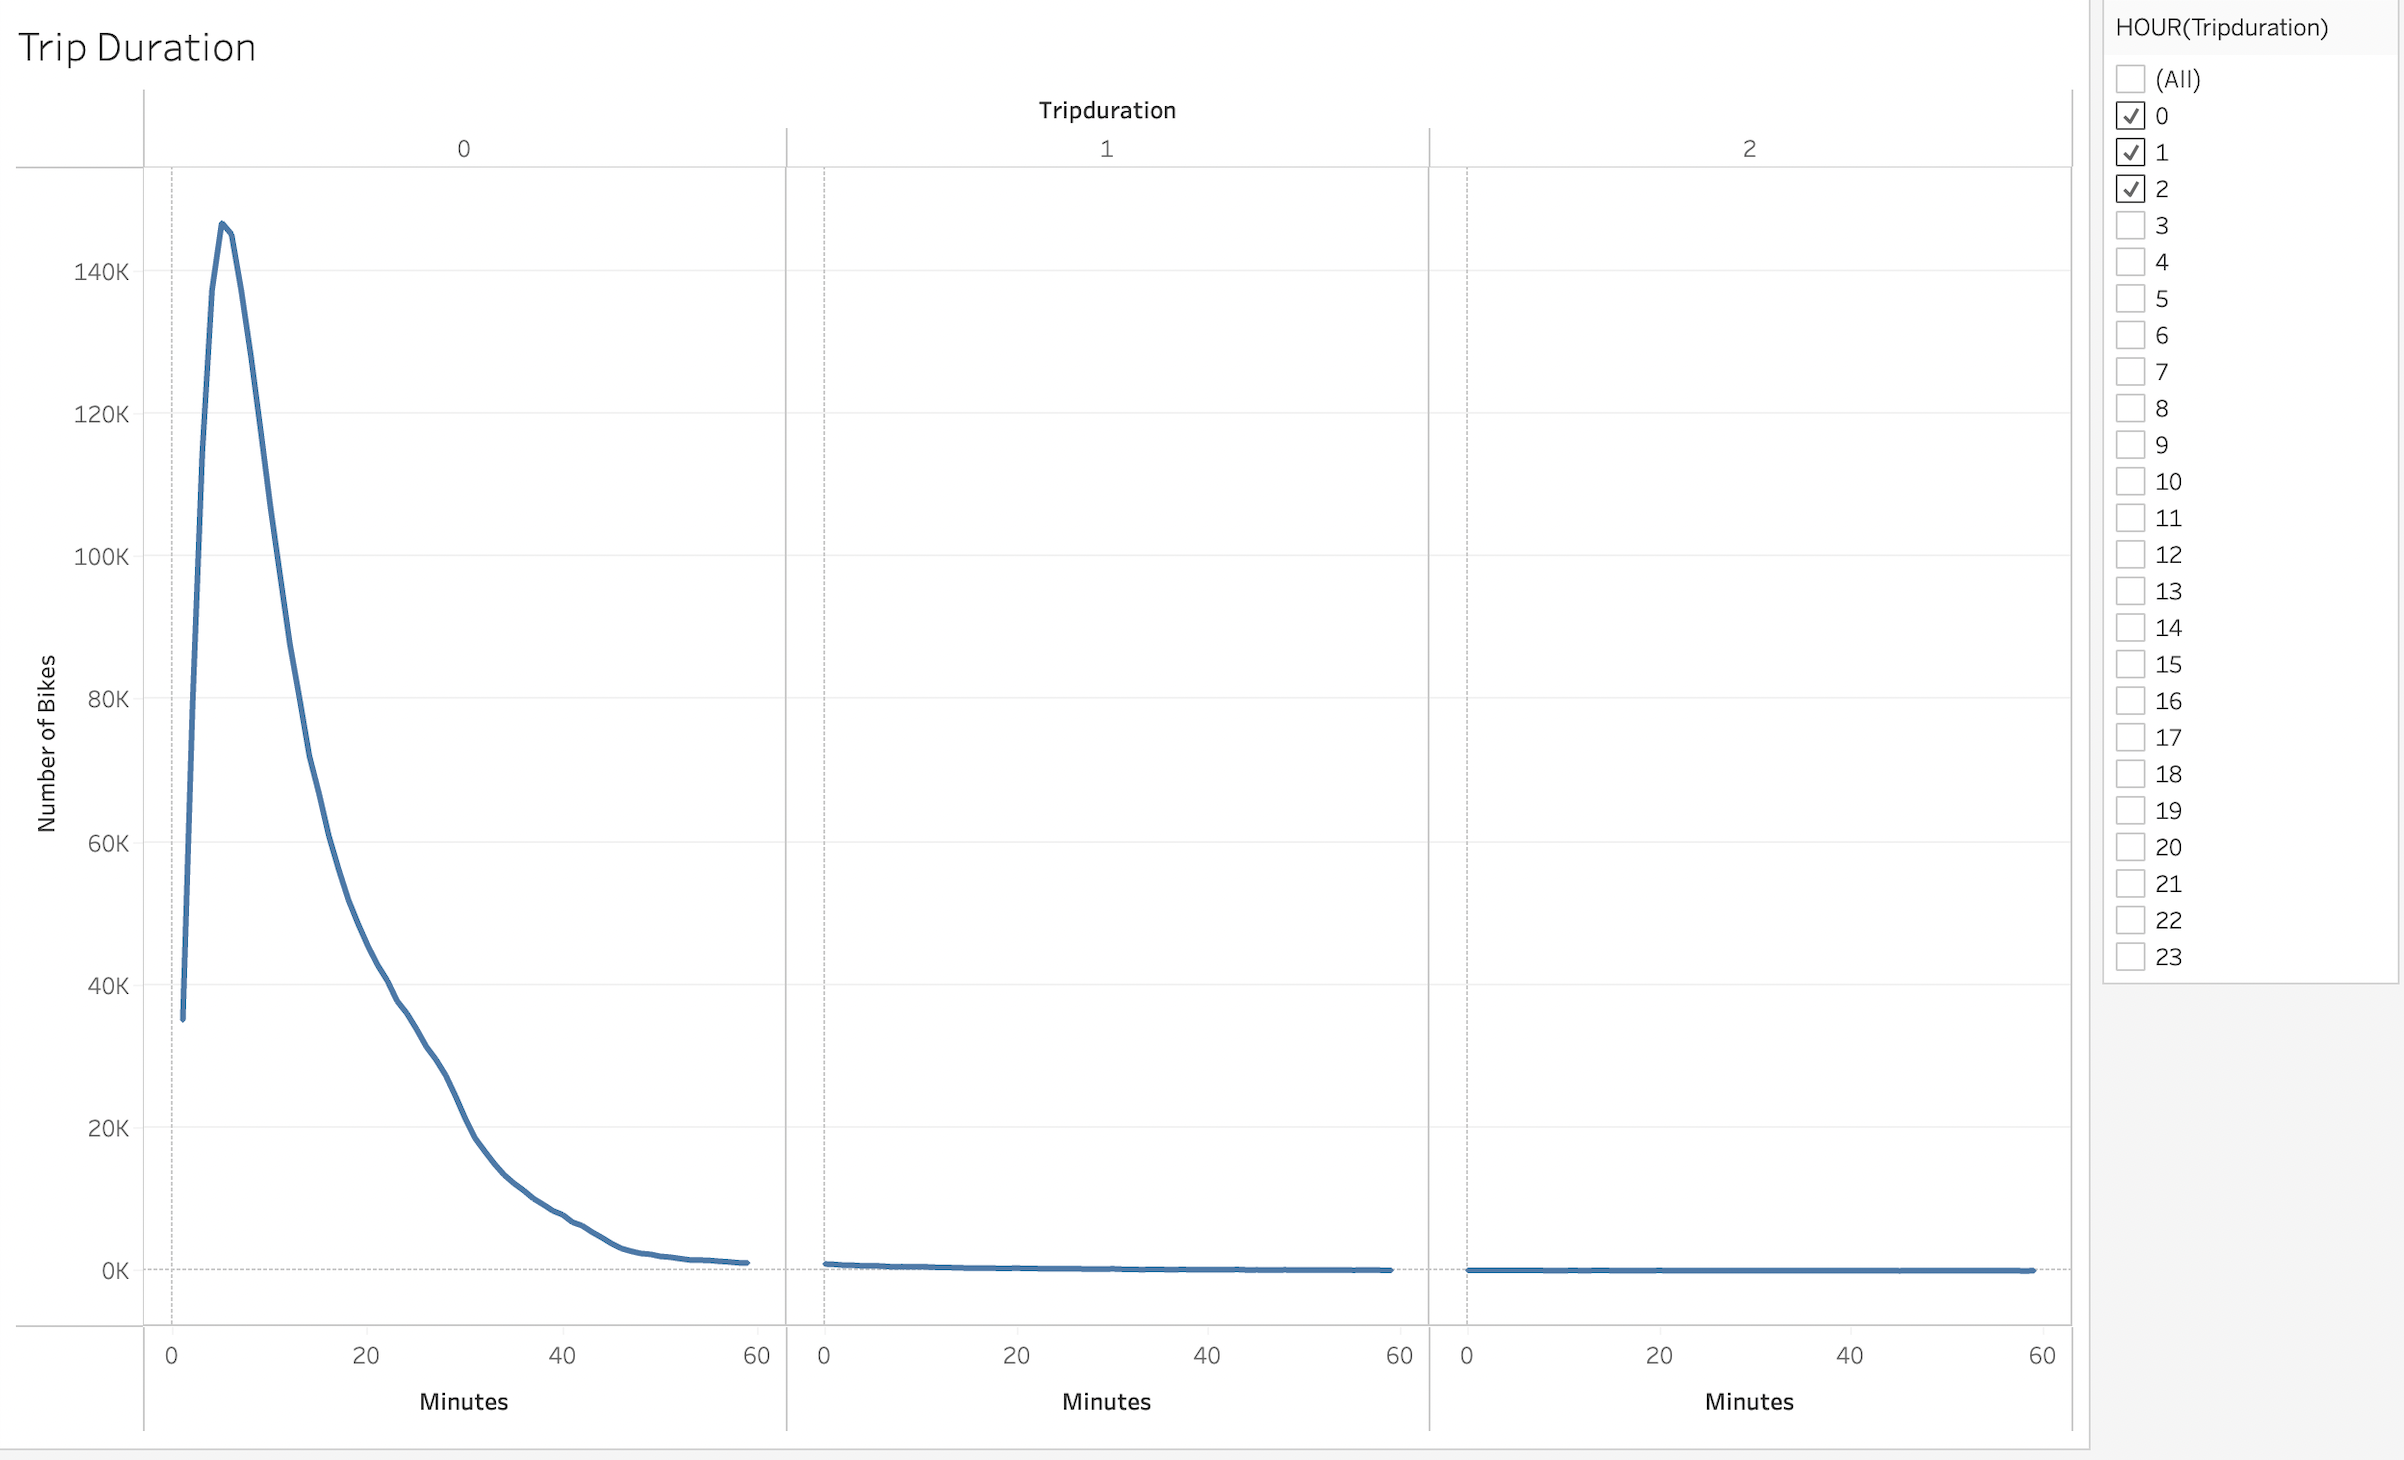 Trip Duration
Tripduration
0 1 2
Number of Bikes
140K
120K
100K
80K
60K
40K
20K
0K
0 20 40 60 0 20 40 60 0 20 40 60
Minutes Minutes Minutes
HOUR(Tripduration)
(All)
0
1
2
3
4
5
6
7
8
9
10
11
12
13
14
15
16
17
18
19
20
21
22
23